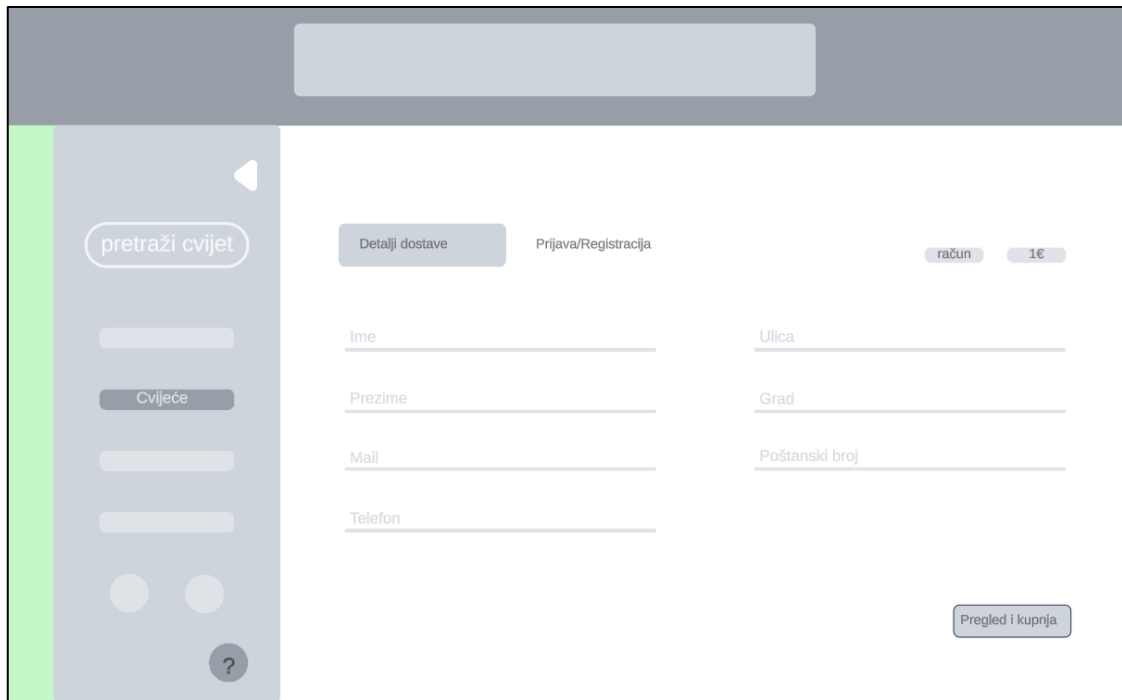 pretraži cvijet
Cvijeće
?
Detalji dostave
Prijava/Registracija
račun
1€
Ime
Prezime
Mail
Telefon
Ulica
Grad
Poštanski broj
Pregled i kupnja